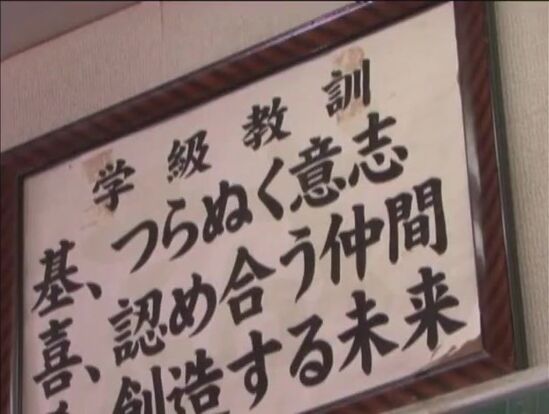 学級教訓
基、つらぬく意志
喜、認め合う仲間
創造する未来